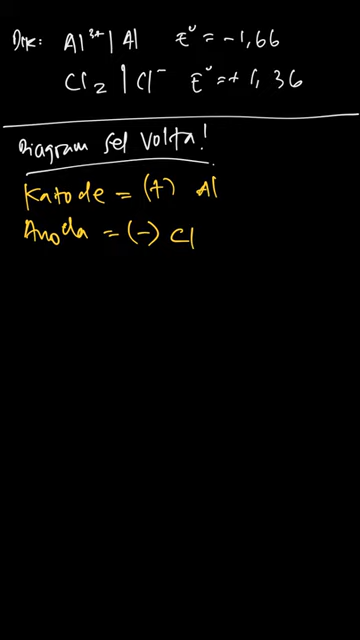 Dik: Al³⁺ | Al E° = -1,66
Cl₂ | Cl⁻ E° = + 1,36
Diagram Sel Volta!
Katode = (+) Al
Anoda = (-) Cl